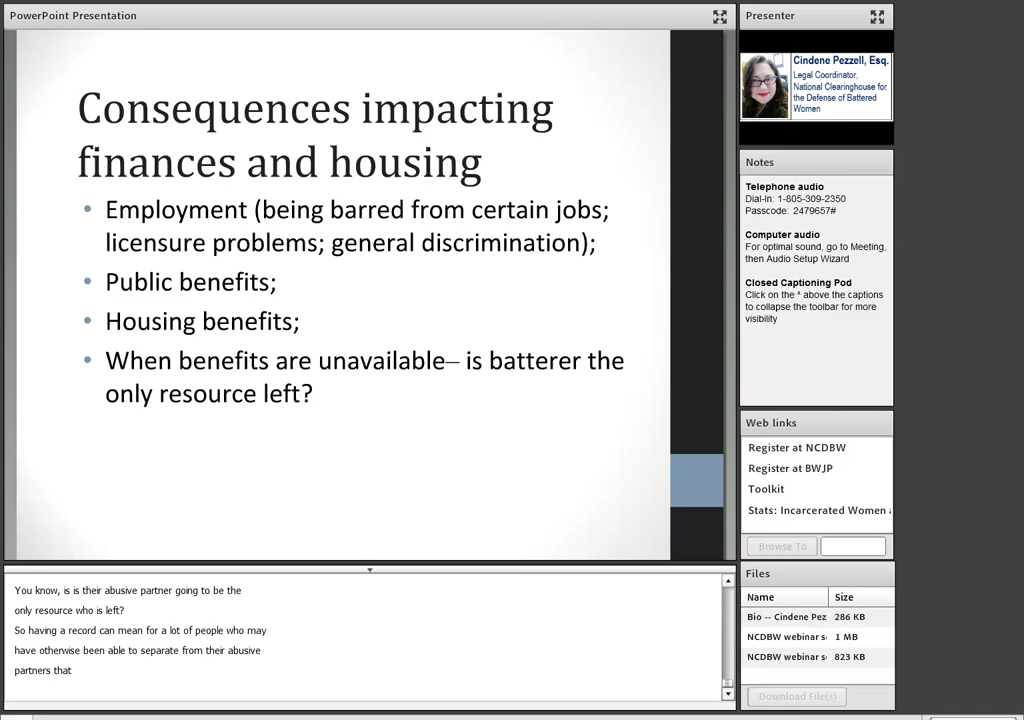 PowerPoint Presentation
Consequences impacting
finances and housing
• Employment (being barred from certain jobs;
licensure problems; general discrimination);
• Public benefits;
• Housing benefits;
• When benefits are unavailable– is batterer the
only resource left?
You know, is is their abusive partner going to be the
only resource who is left?
So having a record can mean for a lot of people who may
have otherwise been able to separate from their abusive
partners that
Presenter
Cindene Pezzell, Esq.
Legal Coordinator,
National Clearinghouse for
the Defense of Battered
Women
Notes
Telephone audio
Dial-In: 1-805-309-2350
Passcode: 2479657#
Computer audio
For optimal sound, go to Meeting,
then Audio Setup Wizard
Closed Captioning Pod
Click on the ^ above the captions
to collapse the toolbar for more
visibility
Web links
Register at NCDBW
Register at BWJP
Toolkit
Stats: Incarcerated Women
Browse To
Files
Name Size
Bio -- Cindene Pez 286 KB
NCDBW webinar s 1 MB
NCDBW webinar s 823 KB
Download File(s)